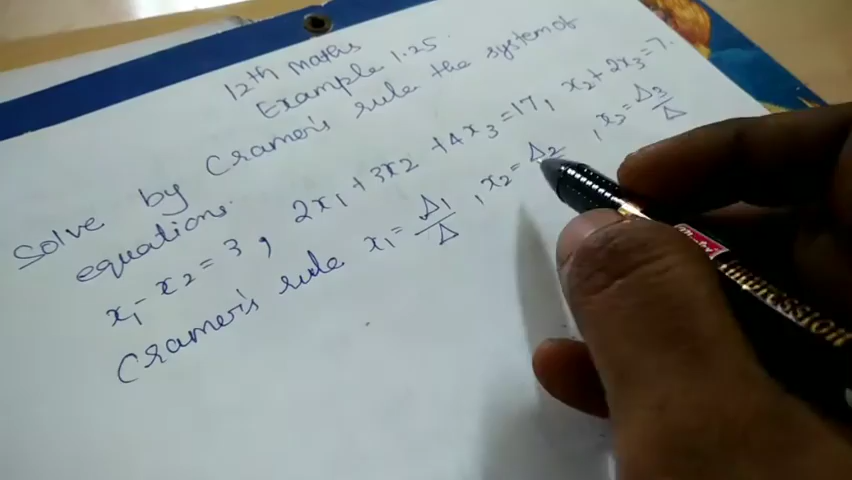 12th Maths
Example 1.25.
Solve by Cramer's rule the system of
equations.
x₁ - x₂ = 3, 2x₁ + 3x₂ + 4x₃ = 17, x₂ + 2x₃ = 7.
Cramer's rule x₁ = Δ₁/Δ, x₂ = Δ₂, x₃ = Δ₃/Δ